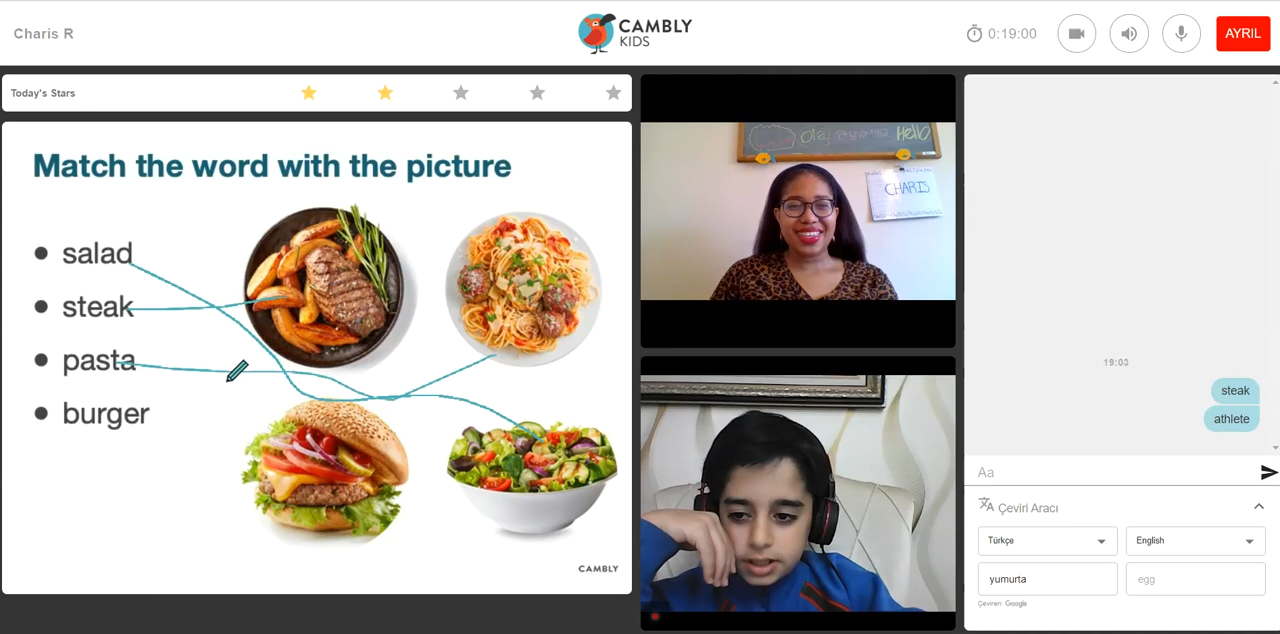 Charis R
CAMBLY
KIDS
0:19:00
AYRIL
Today's Stars
Match the word with the picture
salad
steak
pasta
burger
CAMBLY
Hello
CHARIS
19:03
steak
athlete
Aa
Çeviri Aracı
Türkçe
English
yumurta
egg
Çeviren: Google